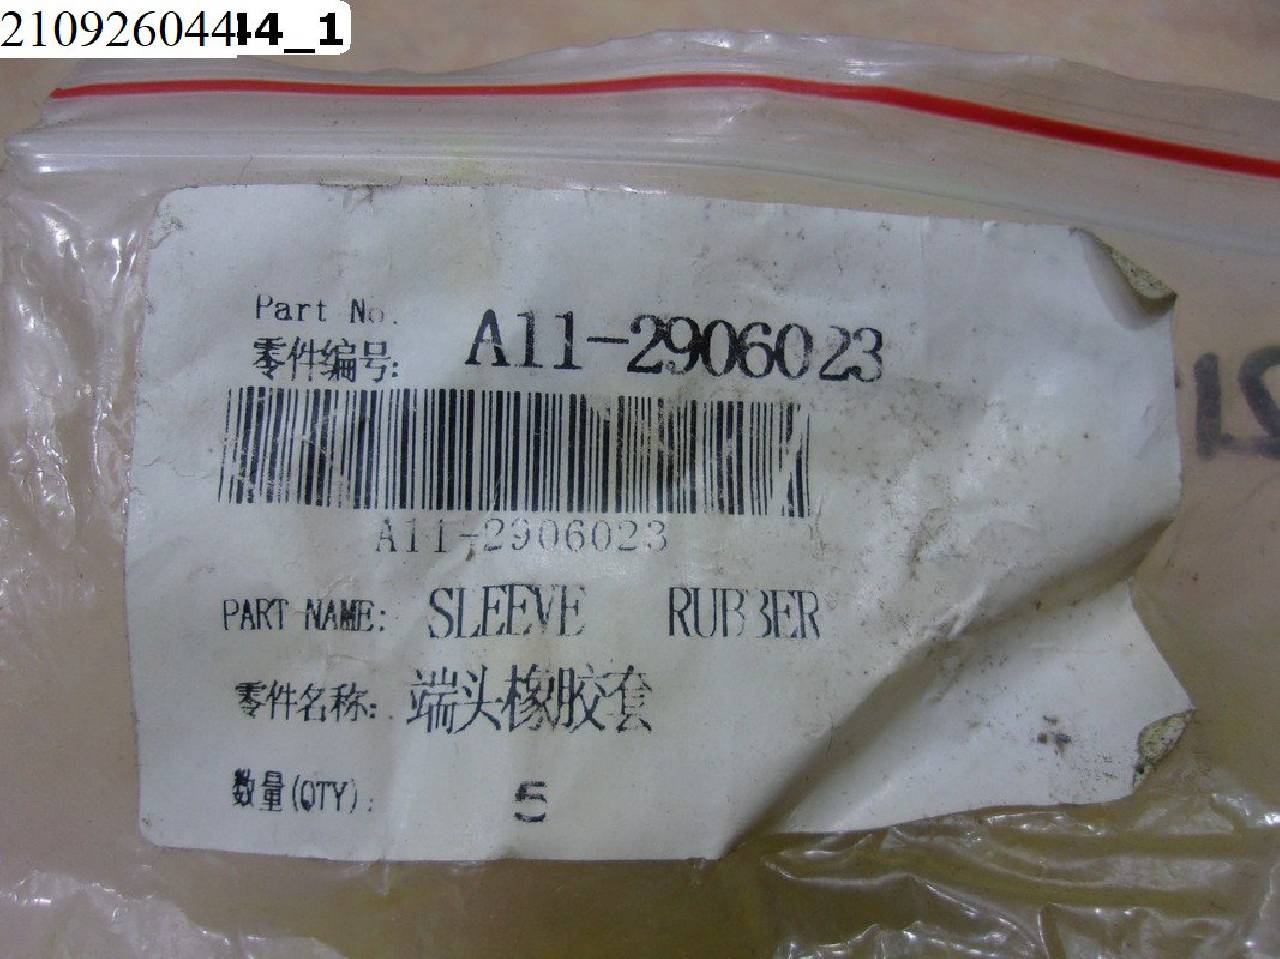 21092604444_1
Part No.
零件编号: A11-2906023
A11-2906023
PART NAME: SLEEVE RUBBER
零件名称: 端头橡胶套
数量(QTY): 5